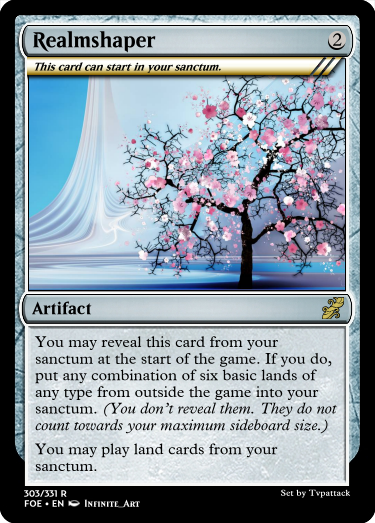 Realmshaper 2
This card can start in your sanctum.
Artifact
You may reveal this card from your
sanctum at the start of the game. If you do,
put any combination of six basic lands of
any type from outside the game into your
sanctum. (You don't reveal them. They do not
count towards your maximum sideboard size.)
You may play land cards from your
sanctum.
303/331 R
Set by Tvpattack
FOE • EN Infinite_Art